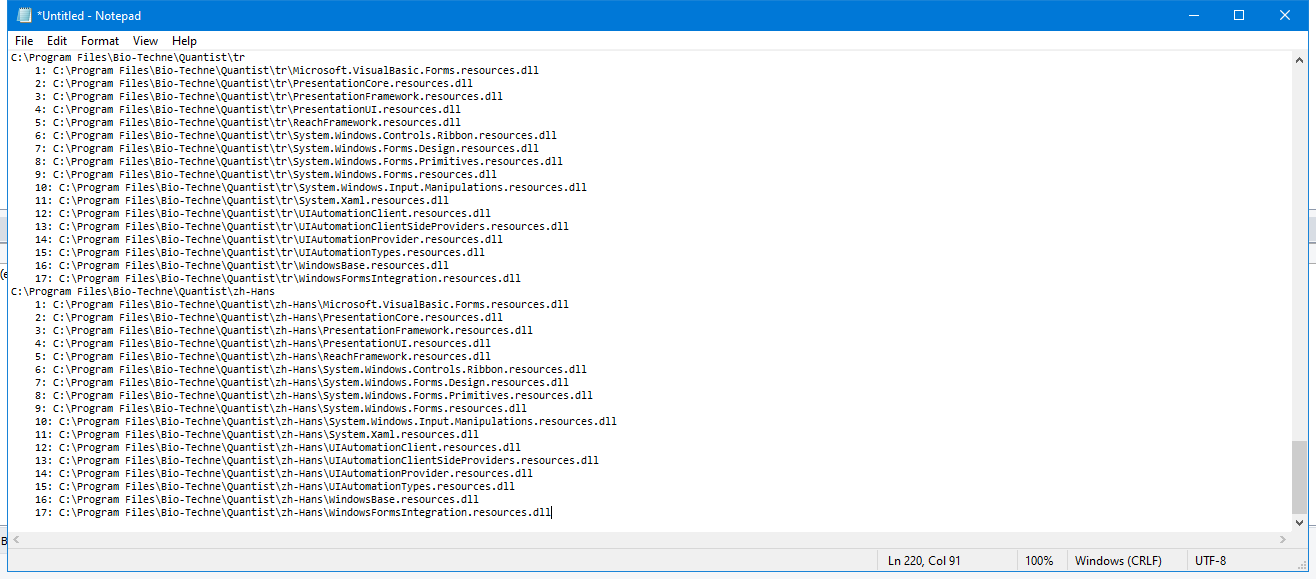 *Untitled - Notepad
File Edit Format View Help
C:\Program Files\Bio-Techne\Quantist\tr
1: C:\Program Files\Bio-Techne\Quantist\tr\Microsoft.VisualBasic.Forms.resources.dll
2: C:\Program Files\Bio-Techne\Quantist\tr\PresentationCore.resources.dll
3: C:\Program Files\Bio-Techne\Quantist\tr\PresentationFramework.resources.dll
4: C:\Program Files\Bio-Techne\Quantist\tr\PresentationUI.resources.dll
5: C:\Program Files\Bio-Techne\Quantist\tr\ReachFramework.resources.dll
6: C:\Program Files\Bio-Techne\Quantist\tr\System.Windows.Controls.Ribbon.resources.dll
7: C:\Program Files\Bio-Techne\Quantist\tr\System.Windows.Forms.Design.resources.dll
8: C:\Program Files\Bio-Techne\Quantist\tr\System.Windows.Forms.Primitives.resources.dll
9: C:\Program Files\Bio-Techne\Quantist\tr\System.Windows.Forms.resources.dll
10: C:\Program Files\Bio-Techne\Quantist\tr\System.Windows.Input.Manipulations.resources.dll
11: C:\Program Files\Bio-Techne\Quantist\tr\System.Xaml.resources.dll
12: C:\Program Files\Bio-Techne\Quantist\tr\UIAutomationClient.resources.dll
13: C:\Program Files\Bio-Techne\Quantist\tr\UIAutomationClientSideProviders.resources.dll
14: C:\Program Files\Bio-Techne\Quantist\tr\UIAutomationProvider.resources.dll
15: C:\Program Files\Bio-Techne\Quantist\tr\UIAutomationTypes.resources.dll
16: C:\Program Files\Bio-Techne\Quantist\tr\WindowsBase.resources.dll
17: C:\Program Files\Bio-Techne\Quantist\tr\WindowsFormsIntegration.resources.dll
C:\Program Files\Bio-Techne\Quantist\zh-Hans
1: C:\Program Files\Bio-Techne\Quantist\zh-Hans\Microsoft.VisualBasic.Forms.resources.dll
2: C:\Program Files\Bio-Techne\Quantist\zh-Hans\PresentationCore.resources.dll
3: C:\Program Files\Bio-Techne\Quantist\zh-Hans\PresentationFramework.resources.dll
4: C:\Program Files\Bio-Techne\Quantist\zh-Hans\PresentationUI.resources.dll
5: C:\Program Files\Bio-Techne\Quantist\zh-Hans\ReachFramework.resources.dll
6: C:\Program Files\Bio-Techne\Quantist\zh-Hans\System.Windows.Controls.Ribbon.resources.dll
7: C:\Program Files\Bio-Techne\Quantist\zh-Hans\System.Windows.Forms.Design.resources.dll
8: C:\Program Files\Bio-Techne\Quantist\zh-Hans\System.Windows.Forms.Primitives.resources.dll
9: C:\Program Files\Bio-Techne\Quantist\zh-Hans\System.Windows.Forms.resources.dll
10: C:\Program Files\Bio-Techne\Quantist\zh-Hans\System.Windows.Input.Manipulations.resources.dll
11: C:\Program Files\Bio-Techne\Quantist\zh-Hans\System.Xaml.resources.dll
12: C:\Program Files\Bio-Techne\Quantist\zh-Hans\UIAutomationClient.resources.dll
13: C:\Program Files\Bio-Techne\Quantist\zh-Hans\UIAutomationClientSideProviders.resources.dll
14: C:\Program Files\Bio-Techne\Quantist\zh-Hans\UIAutomationProvider.resources.dll
15: C:\Program Files\Bio-Techne\Quantist\zh-Hans\UIAutomationTypes.resources.dll
16: C:\Program Files\Bio-Techne\Quantist\zh-Hans\WindowsBase.resources.dll
17: C:\Program Files\Bio-Techne\Quantist\zh-Hans\WindowsFormsIntegration.resources.dll
Ln 220, Col 91 100% Windows (CRLF) UTF-8